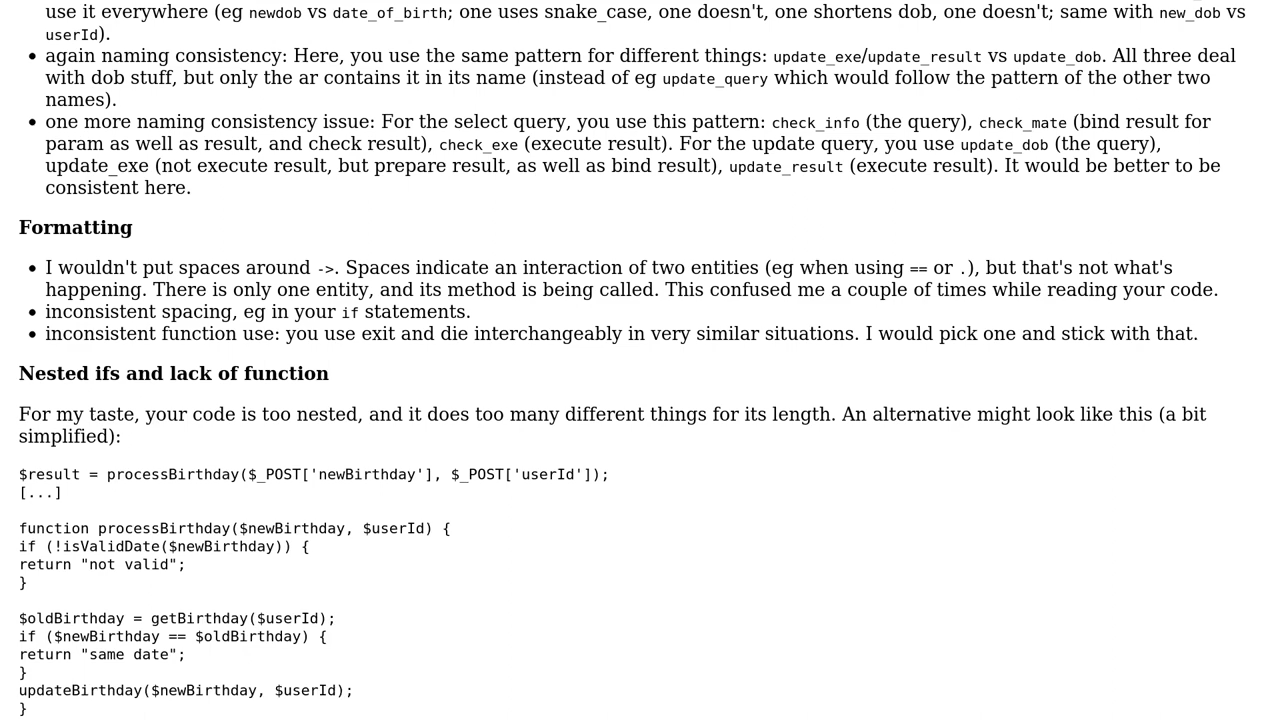 use it everywhere (eg newdob vs date_of_birth; one uses snake_case, one doesn't, one shortens dob, one doesn't; same with new_dob vs
userId).
again naming consistency: Here, you use the same pattern for different things: update_exe/update_result vs update_dob. All three deal
with dob stuff, but only the ar contains it in its name (instead of eg update_query which would follow the pattern of the other two
names).
one more naming consistency issue: For the select query, you use this pattern: check_info (the query), check_mate (bind result for
param as well as result, and check result), check_exe (execute result). For the update query, you use update_dob (the query),
update_exe (not execute result, but prepare result, as well as bind result), update_result (execute result). It would be better to be
consistent here.
Formatting
I wouldn't put spaces around ->. Spaces indicate an interaction of two entities (eg when using == or .), but that's not what's
happening. There is only one entity, and its method is being called. This confused me a couple of times while reading your code.
inconsistent spacing, eg in your if statements.
inconsistent function use: you use exit and die interchangeably in very similar situations. I would pick one and stick with that.
Nested ifs and lack of function
For my taste, your code is too nested, and it does too many different things for its length. An alternative might look like this (a bit
simplified):
$result = processBirthday($_POST['newBirthday'], $_POST['userId']);
[...]
function processBirthday($newBirthday, $userId) {
if (!isValidDate($newBirthday)) {
return "not valid";
}
$oldBirthday = getBirthday($userId);
if ($newBirthday == $oldBirthday) {
return "same date";
}
updateBirthday($newBirthday, $userId);
}